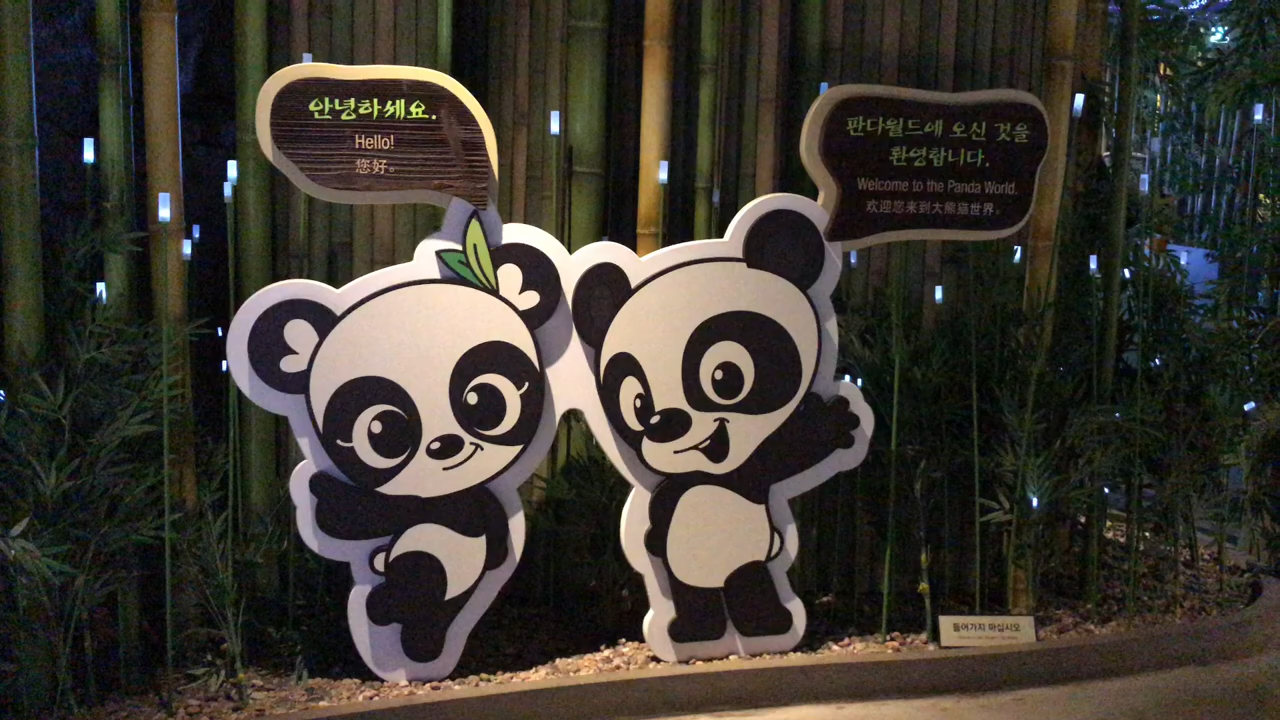 안녕하세요.
Hello!
您好。
판다월드에 오신 것을
환영합니다.
Welcome to the Panda World.
欢迎您来到大熊猫世界。
들어가지 마십시오